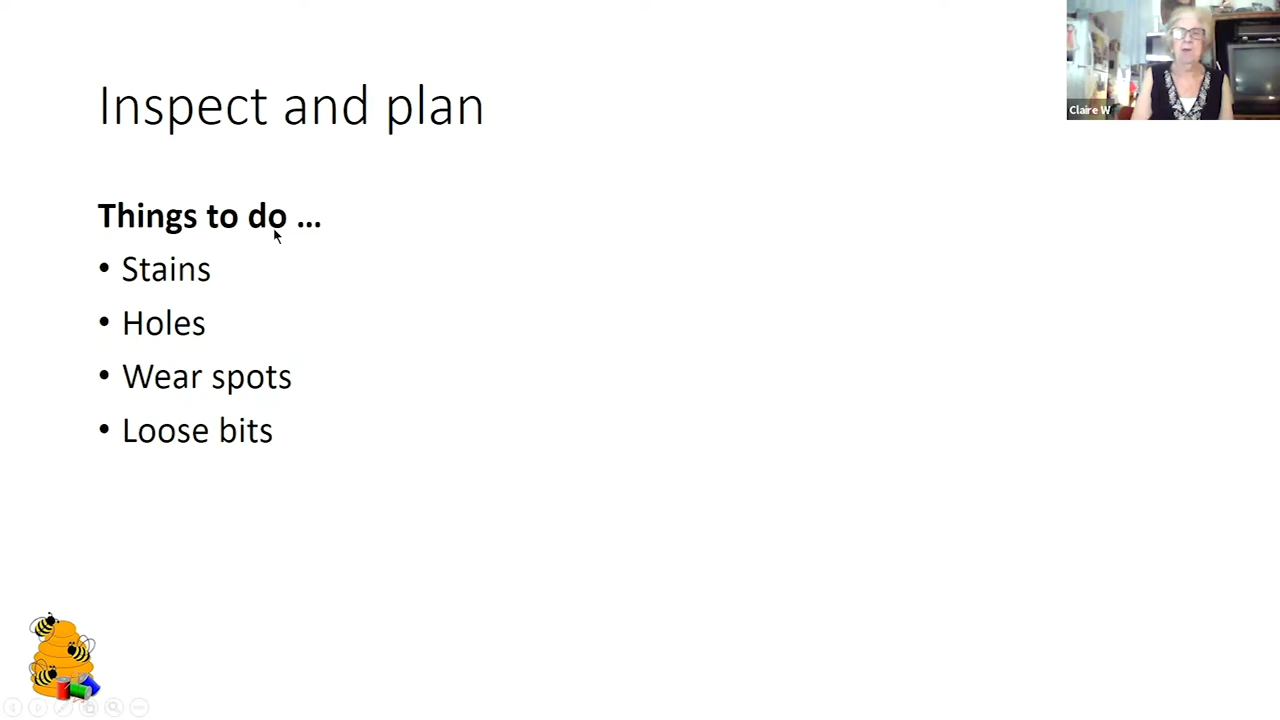 Inspect and plan
Things to do ...
• Stains
• Holes
• Wear spots
• Loose bits
Claire W